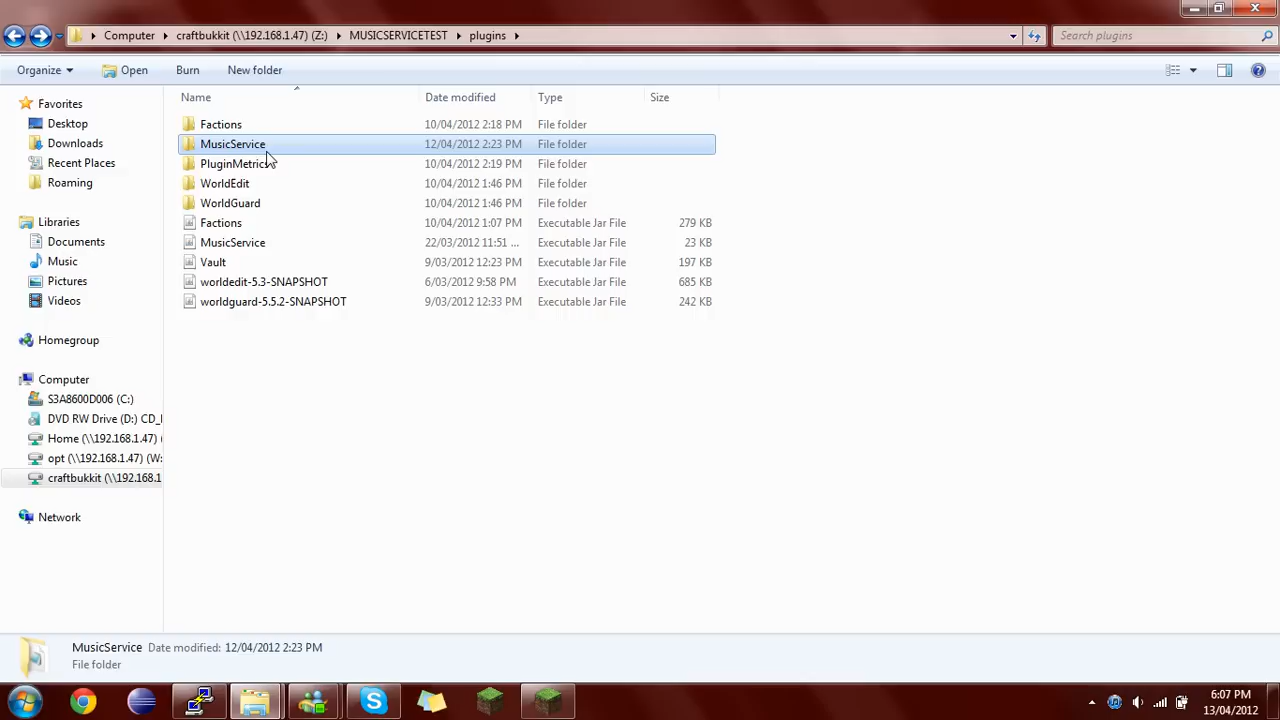 Computer ▸ craftbukkit (\\192.168.1.47) (Z:) ▸ MUSICSERVICETEST ▸ plugins ▸
Search plugins
Organize Open Burn New folder
Name Date modified Type Size
Favorites
Desktop
Downloads
Recent Places
Roaming
Libraries
Documents
Music
Pictures
Videos
Homegroup
Computer
S3A8600D006 (C:)
DVD RW Drive (D:) CD_
Home (\\192.168.1.47) (
opt (\\192.168.1.47) (W:
craftbukkit (\\192.168.1
Network
Factions 10/04/2012 2:18 PM File folder
MusicService 12/04/2012 2:23 PM File folder
PluginMetrics 10/04/2012 2:19 PM File folder
WorldEdit 10/04/2012 1:46 PM File folder
WorldGuard 10/04/2012 1:46 PM File folder
Factions 10/04/2012 1:07 PM Executable Jar File 279 KB
MusicService 22/03/2012 11:51 ... Executable Jar File 23 KB
Vault 9/03/2012 12:23 PM Executable Jar File 197 KB
worldedit-5.3-SNAPSHOT 6/03/2012 9:58 PM Executable Jar File 685 KB
worldguard-5.5.2-SNAPSHOT 9/03/2012 12:33 PM Executable Jar File 242 KB
MusicService Date modified: 12/04/2012 2:23 PM
File folder
6:07 PM
13/04/2012